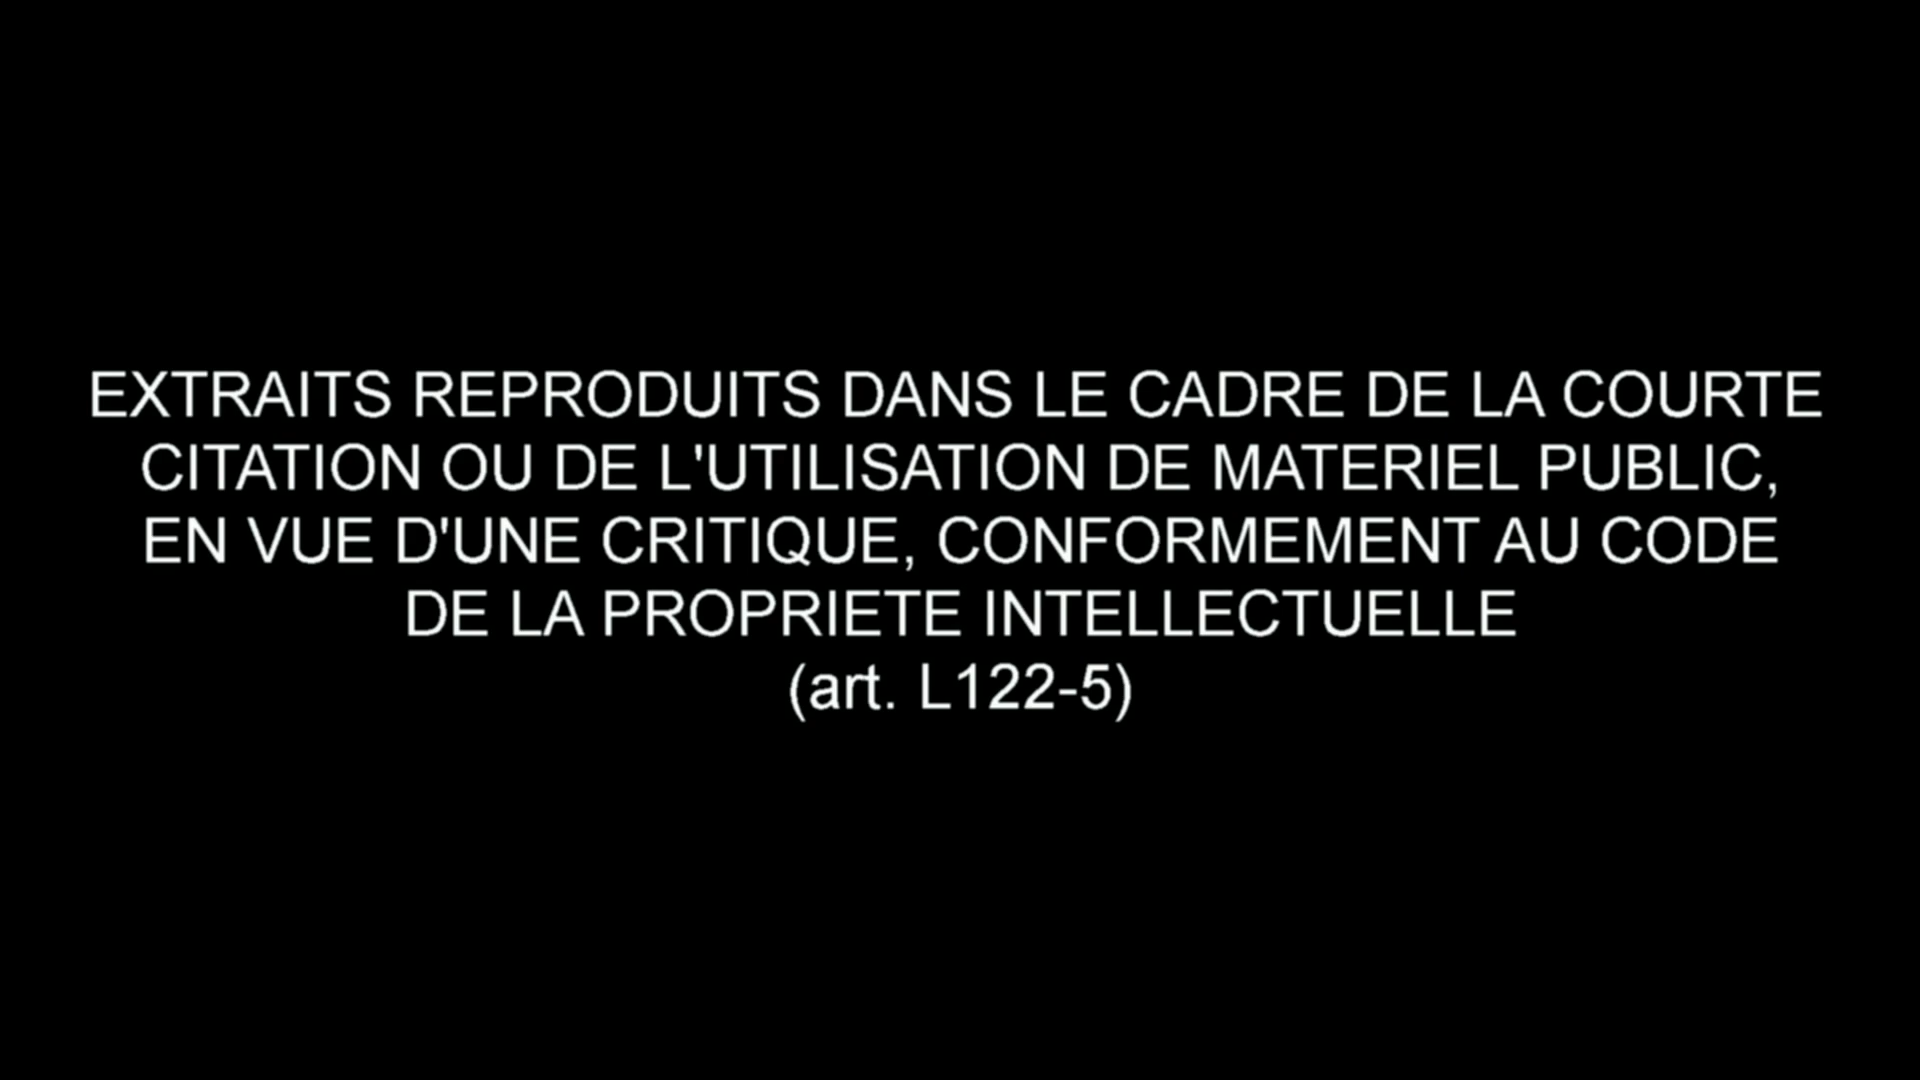 EXTRAITS REPRODUITS DANS LE CADRE DE LA COURTE
CITATION OU DE L'UTILISATION DE MATERIEL PUBLIC,
EN VUE D'UNE CRITIQUE, CONFORMEMENT AU CODE
DE LA PROPRIETE INTELLECTUELLE
(art. L122-5)